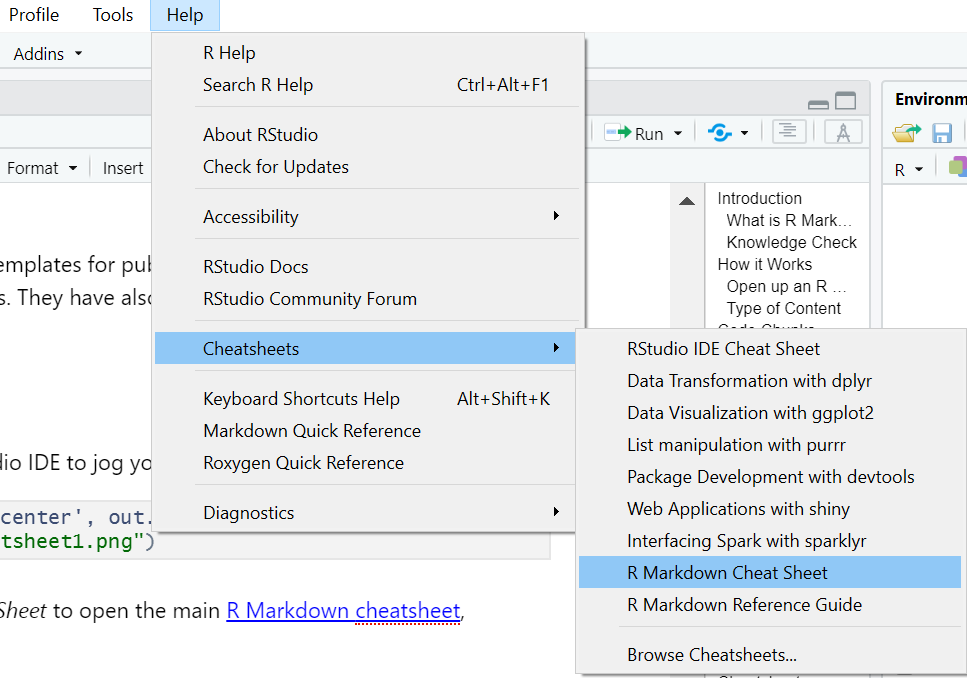 Profile Tools Help
Addins
Format Insert
R Help
Search R Help Ctrl+Alt+F1
About RStudio
Check for Updates
Accessibility
RStudio Docs
RStudio Community Forum
Cheatsheets
Keyboard Shortcuts Help Alt+Shift+K
Markdown Quick Reference
Roxygen Quick Reference
Diagnostics
RStudio IDE Cheat Sheet
Data Transformation with dplyr
Data Visualization with ggplot2
List manipulation with purrr
Package Development with devtools
Web Applications with shiny
Interfacing Spark with sparklyr
R Markdown Cheat Sheet
R Markdown Reference Guide
Browse Cheatsheets...
Run
Environm
R
Introduction
What is R Mark...
Knowledge Check
How it Works
Open up an R ...
Type of Content
Code Chunks
emplates for pub
s. They have also
dio IDE to jog yo
center', out.
tsheet1.png")
Sheet to open the main R Markdown cheatsheet,